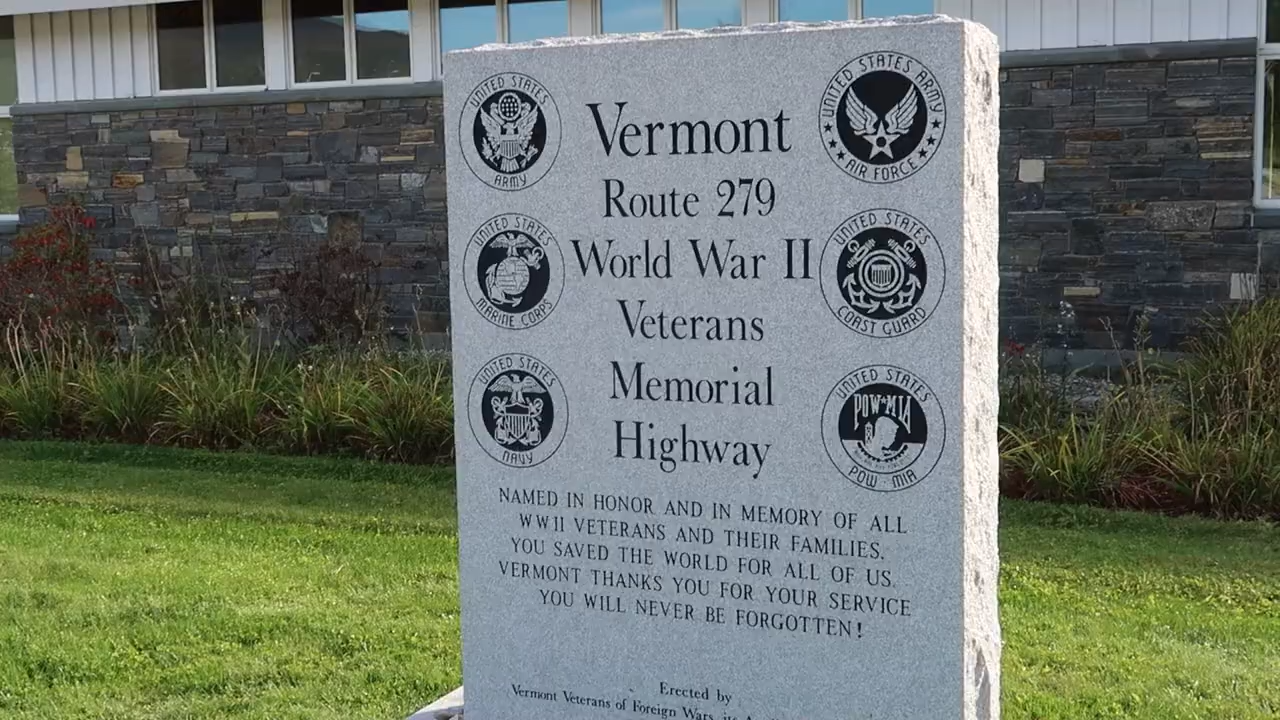 UNITED STATES
ARMY
UNITED STATES ARMY
AIR FORCE
Vermont
Route 279
UNITED STATES
MARINE CORPS
World War II
UNITED STATES
COAST GUARD
Veterans
Memorial
Highway
UNITED STATES
NAVY
UNITED STATES
POW★MIA
POW - MIA
NAMED IN HONOR AND IN MEMORY OF ALL
WWII VETERANS AND THEIR FAMILIES.
YOU SAVED THE WORLD FOR ALL OF US.
VERMONT THANKS YOU FOR YOUR SERVICE
YOU WILL NEVER BE FORGOTTEN!
Erected by
Vermont Veterans of Foreign Wars, its